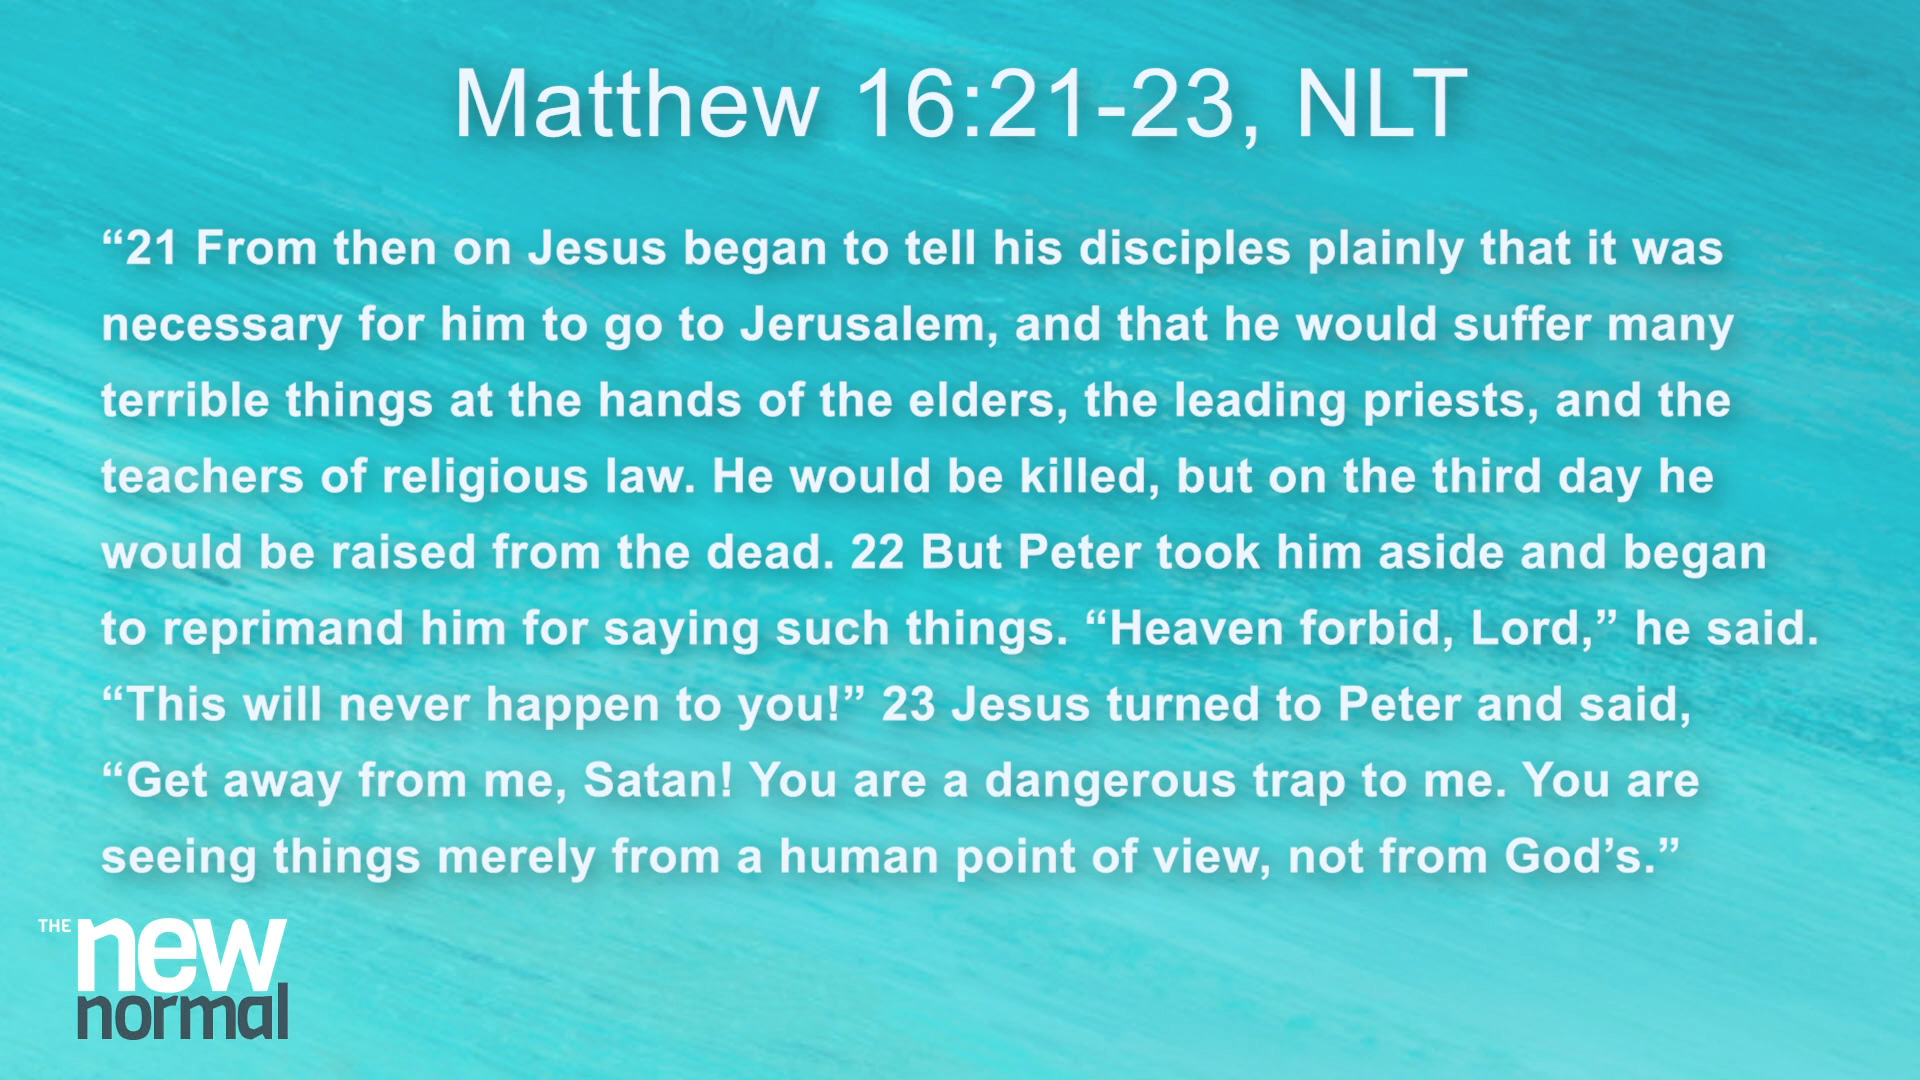 Matthew 16:21-23, NLT
“21 From then on Jesus began to tell his disciples plainly that it was
necessary for him to go to Jerusalem, and that he would suffer many
terrible things at the hands of the elders, the leading priests, and the
teachers of religious law. He would be killed, but on the third day he
would be raised from the dead. 22 But Peter took him aside and began
to reprimand him for saying such things. “Heaven forbid, Lord,” he said.
“This will never happen to you!” 23 Jesus turned to Peter and said,
“Get away from me, Satan! You are a dangerous trap to me. You are
seeing things merely from a human point of view, not from God’s.”
THE new
normal